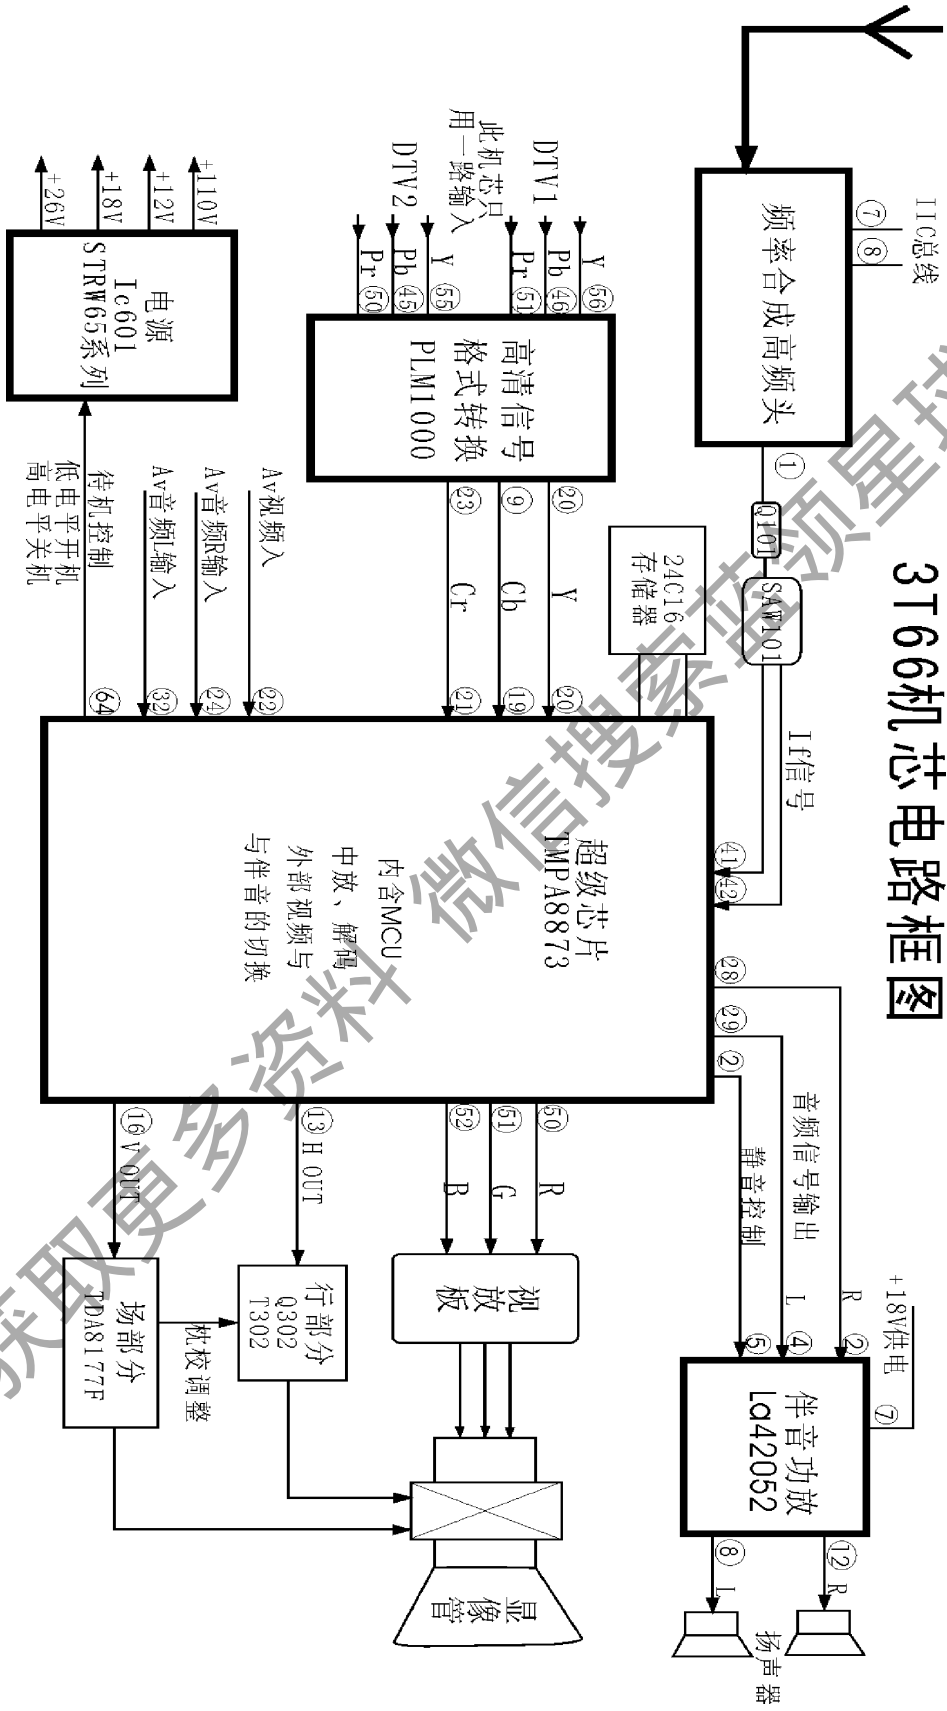 3T66机芯电路框图
IIC总线
⑦
⑧
频率合成高频头
①
Q101
SAW101
If信号
㊶
㊷
DTV1
此机芯只
用一路输入
DTV2
Y
56
Pb
㊻
Pr
51
Y
55
Pb
㊺
Pr
㊿
高清信号
格式转换
PLM1000
⑳
Y
⑳
⑨
Cb
⑲
㉓
Cr
㉑
24C16
存储器
+110V
+12V
+18V
+26V
电源
Ic601
STRW65系列
待机控制
低电平开机
高电平关机
64
Av视频入
㉒
Av音频R输入
㉔
Av音频L输入
㉜
超级芯片
TMPA8873
内含MCU
中放、解码
外部视频与
与伴音的切换
㉘
㉙
②
音频信号输出
静音控制
R
②
L
④
⑤
+18V供电
⑦
伴音功放
La42052
⑫
R
⑧
L
扬声器
㊿
R
51
G
52
B
视放
板
⑬
H OUT
⑯
V OUT
行部分
Q302
T302
场部分
TDA8177F
枕校调整
显像
管
获取更多资料 微信搜索蓝领星球